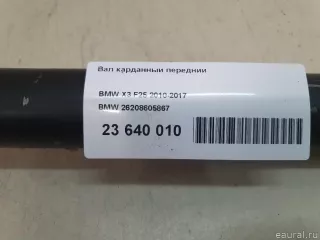 Вал карданный передний
BMW X3 F25 2010-2017
BMW 26208605867
23 640 010
eaural.ru